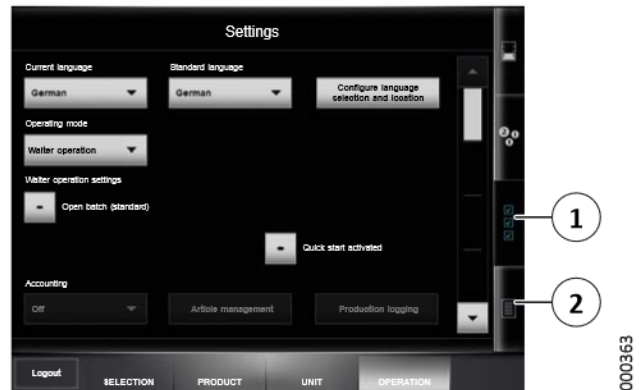 Settings
Current language
Standard language
German
German
Configure language
selection and location
Operating mode
Waiter operation
Waiter operation settings
Open batch (standard)
Quick start activated
Accounting
Off
Article management
Production logging
Logout
SELECTION
PRODUCT
UNIT
OPERATION
1
2
000363